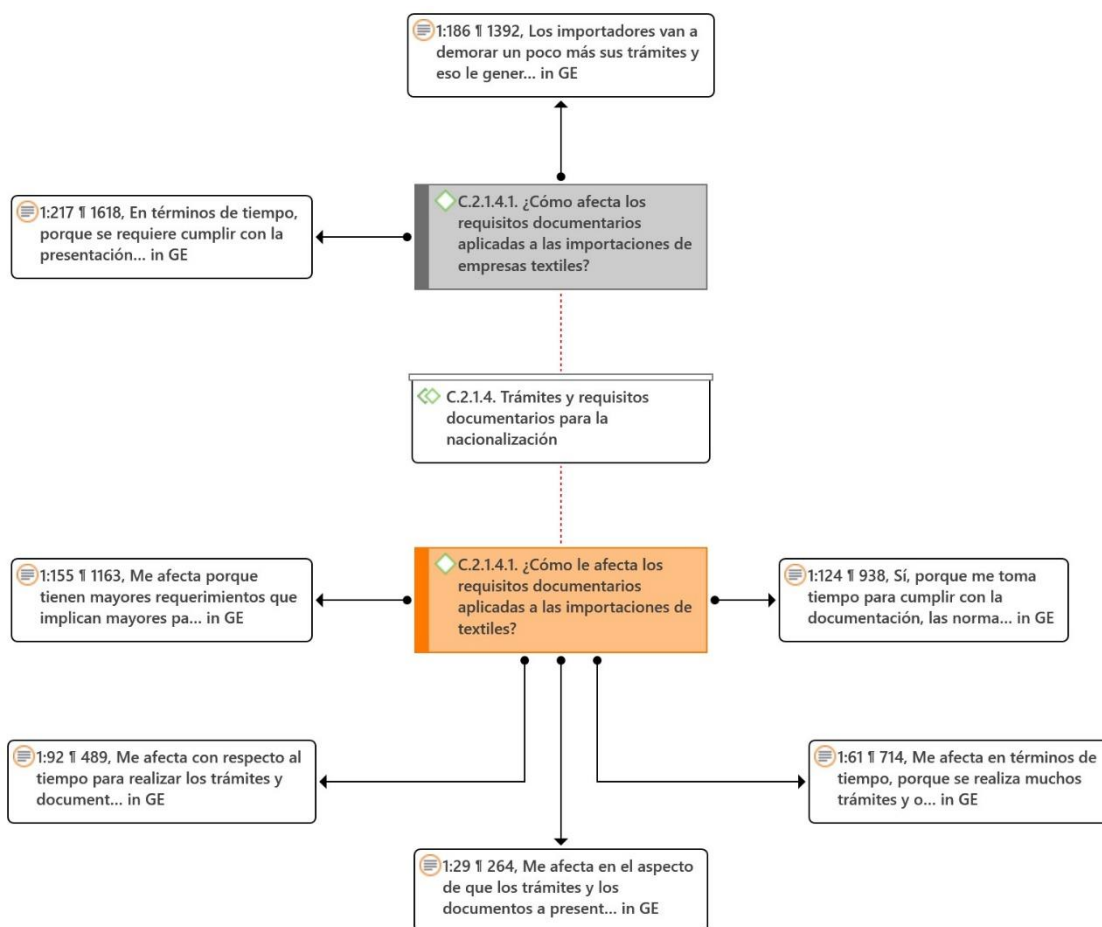 1:186 ¶ 1392, Los importadores van a
demorar un poco más sus trámites y
eso le gener... in GE
C.2.1.4.1. ¿Cómo afecta los
requisitos documentarios
aplicadas a las importaciones de
empresas textiles?
1:217 ¶ 1618, En términos de tiempo,
porque se requiere cumplir con la
presentación... in GE
C.2.1.4. Trámites y requisitos
documentarios para la
nacionalización
C.2.1.4.1. ¿Cómo le afecta los
requisitos documentarios
aplicadas a las importaciones de
textiles?
1:155 ¶ 1163, Me afecta porque
tienen mayores requerimientos que
implican mayores pa... in GE
1:124 ¶ 938, Sí, porque me toma
tiempo para cumplir con la
documentación, las norma... in GE
1:92 ¶ 489, Me afecta con respecto al
tiempo para realizar los trámites y
document... in GE
1:61 ¶ 714, Me afecta en términos de
tiempo, porque se realiza muchos
trámites y o... in GE
1:29 ¶ 264, Me afecta en el aspecto
de que los trámites y los
documentos a present... in GE